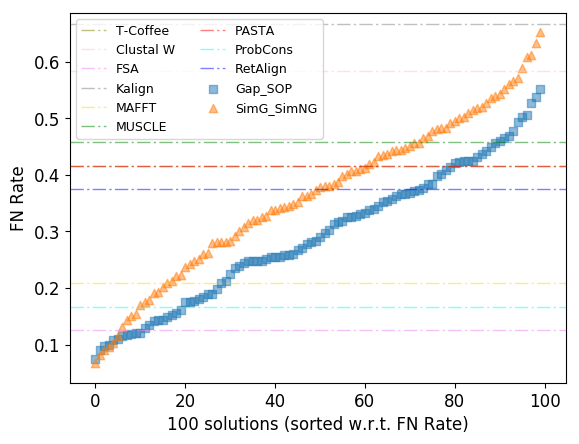 T-Coffee
Clustal W
FSA
Kalign
MAFFT
MUSCLE
PASTA
ProbCons
RetAlign
Gap_SOP
SimG_SimNG
FN Rate
0.6
0.5
0.4
0.3
0.2
0.1
0 20 40 60 80 100
100 solutions (sorted w.r.t. FN Rate)